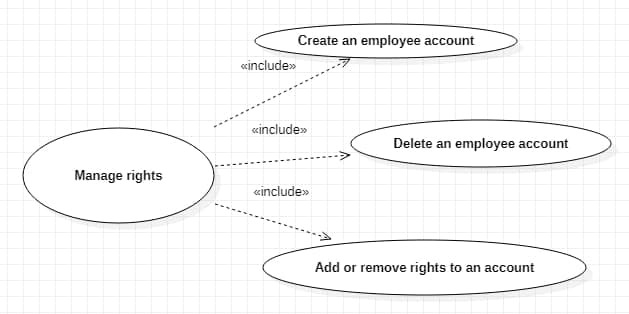 Create an employee account
«include»
«include»
Delete an employee account
Manage rights
«include»
Add or remove rights to an account